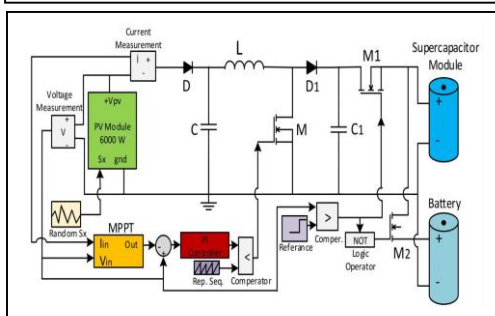 Current
Measurement
I + -
Voltage
Measurement
+ V -
+Vpv
PV Module
6000 W
Sx gnd
Random Sx
MPPT
Iin Out
Vin
D
C
L
D1
M
C1
M1
Supercapacitor
Module
+
-
PI
Controller
Rep. Seq.
<
Comperator
Referance
>
Comper.
NOT
Logic
Operator
M2
Battery
+
-